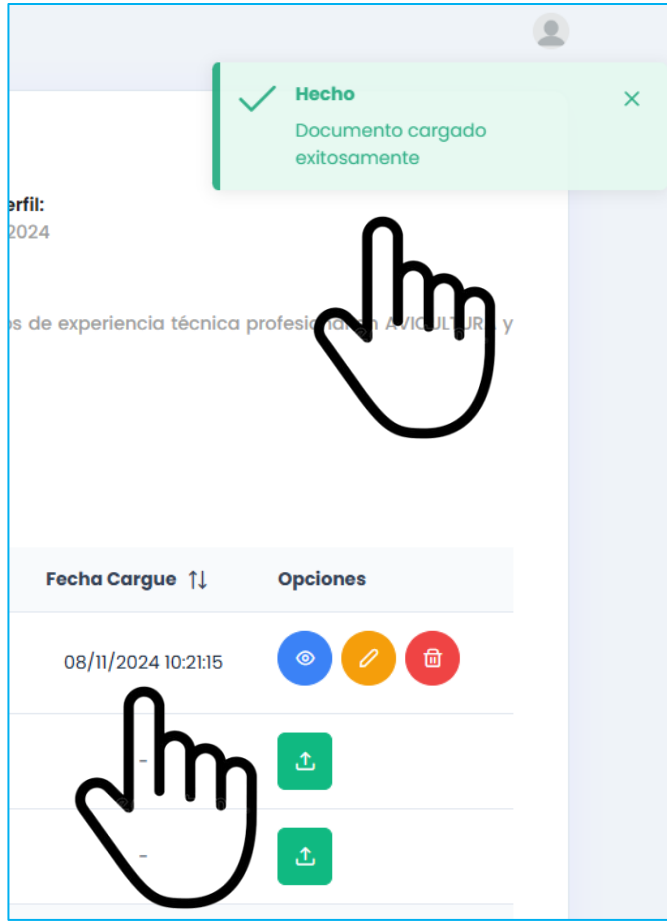 Hecho
Documento cargado
exitosamente
erfil:
2024
os de experiencia técnica y
Fecha Cargue Opciones
08/11/2024 10:21:15
-
-